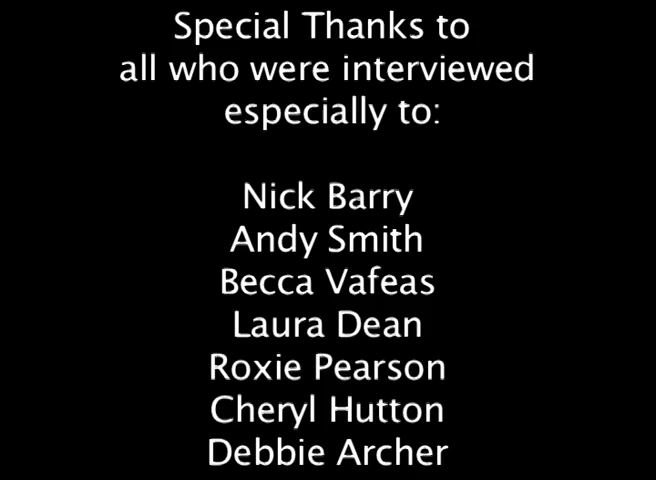 Special Thanks to
all who were interviewed
especially to:
Nick Barry
Andy Smith
Becca Vafeas
Laura Dean
Roxie Pearson
Cheryl Hutton
Debbie Archer